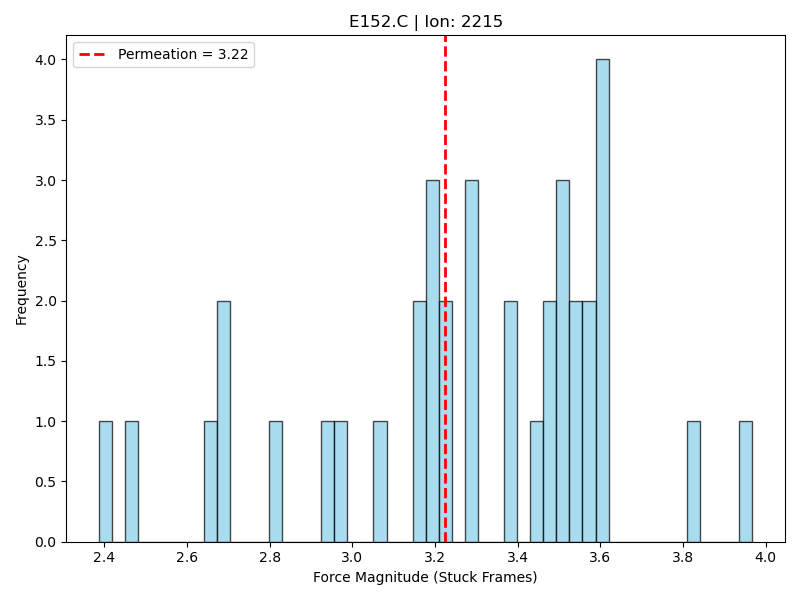 E152.C | Ion: 2215
Permeation = 3.22
4.0
3.5
3.0
2.5
2.0
1.5
1.0
0.5
0.0
Frequency
2.4 2.6 2.8 3.0 3.2 3.4 3.6 3.8 4.0
Force Magnitude (Stuck Frames)